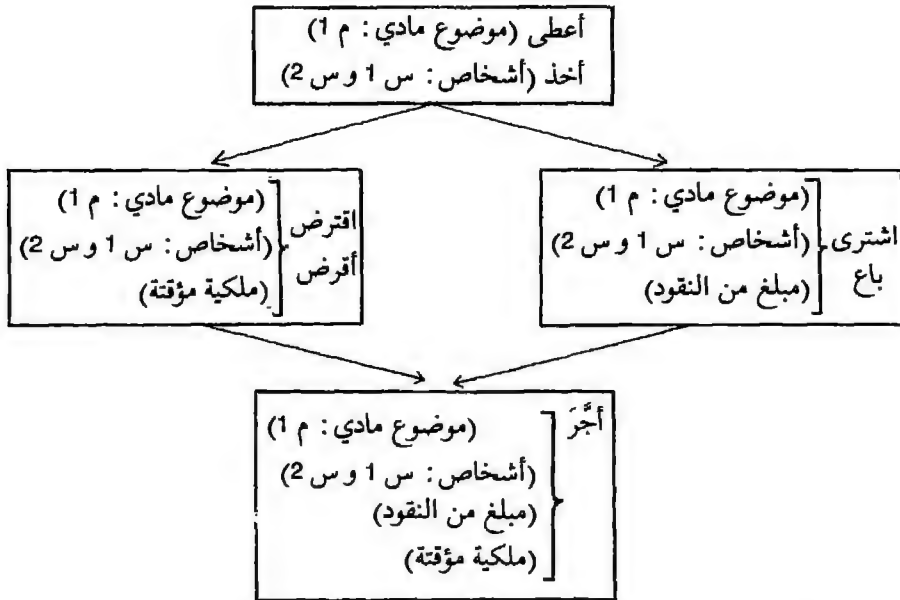 أعطى (موضوع مادي : م 1)
أخذ (أشخاص : س 1 و س 2)
اشترى
باع
(موضوع مادي : م 1)
(أشخاص : س 1 و س 2)
(مبلغ من النقود)
اقترض
أقرض
(موضوع مادي : م 1)
(أشخاص : س 1 و س 2)
(ملكية مؤقتة)
أجَّرَ
(موضوع مادي : م 1)
(أشخاص : س 1 و س 2)
(مبلغ من النقود)
(ملكية مؤقتة)